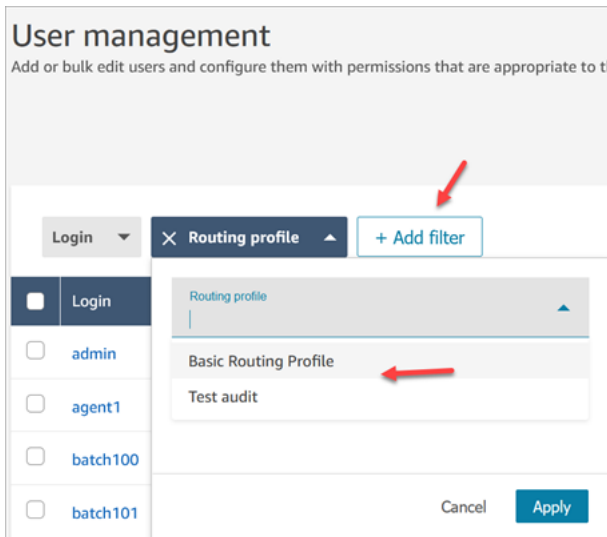 User management
Add or bulk edit users and configure them with permissions that are appropriate to
Login
Routing profile
+ Add filter
Login
Routing profile
admin
Basic Routing Profile
agent1
Test audit
batch100
batch101
Cancel
Apply